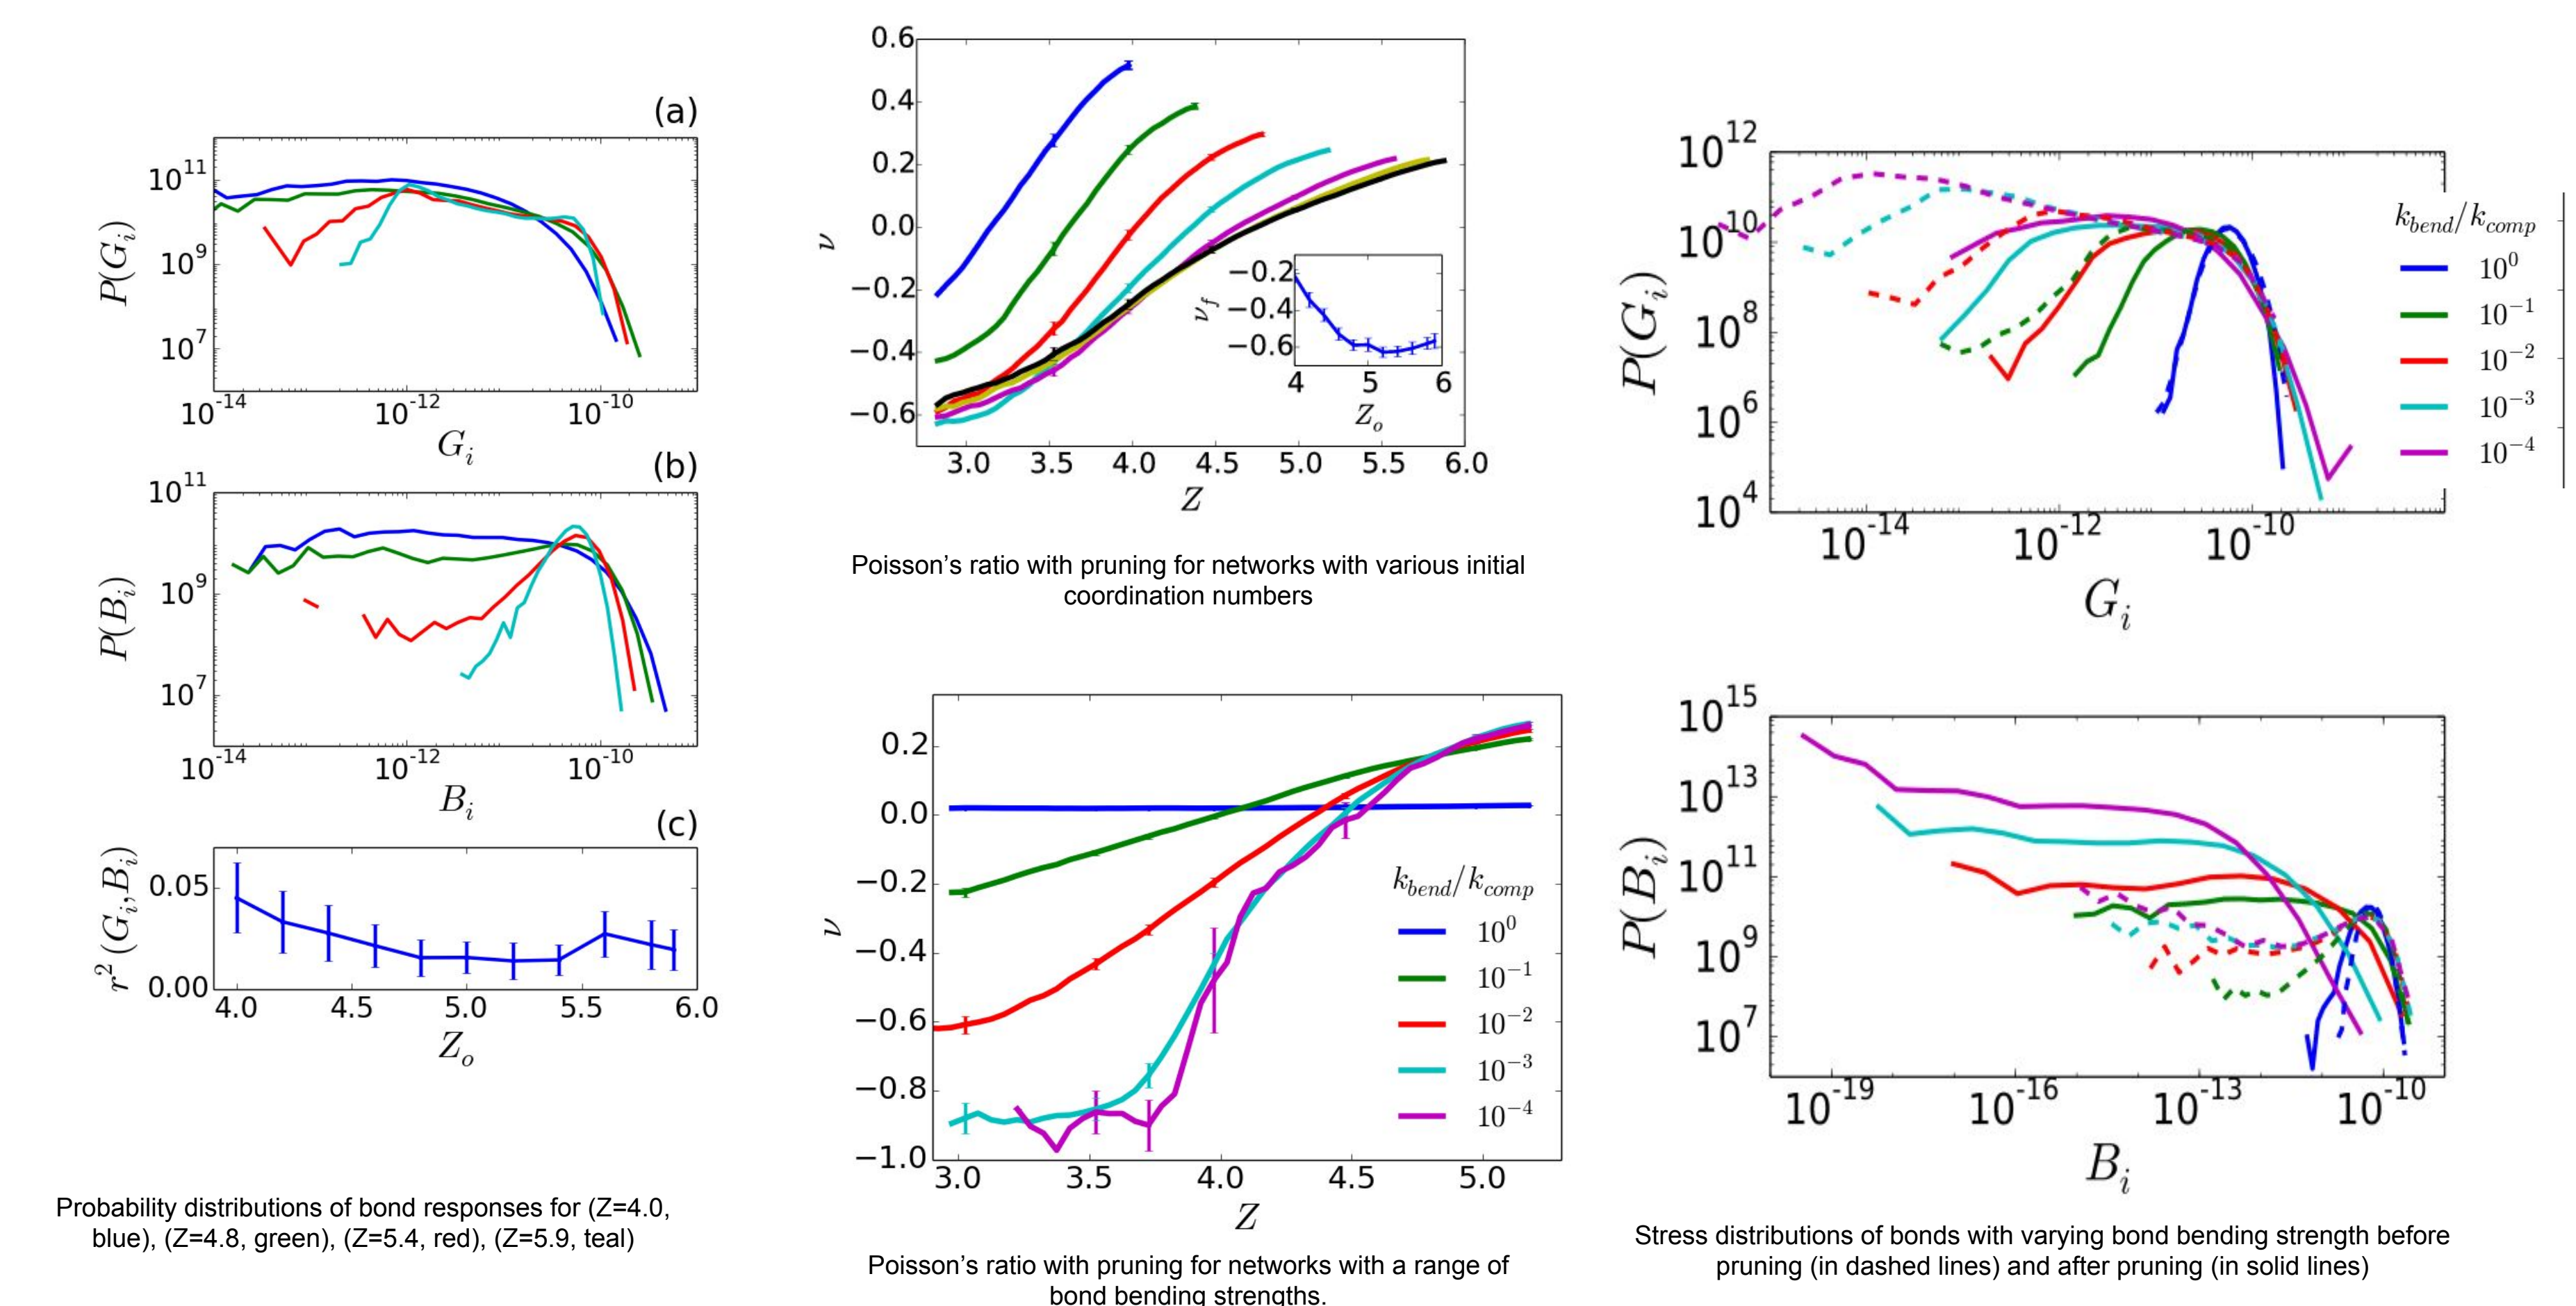 (a)
10^11
10^9
10^7
P(G_i)
10^-14 10^-12 10^-10
G_i
(b)
10^11
10^9
10^7
P(B_i)
10^-14 10^-12 10^-10
B_i
(c)
0.05
0.00
r^2 (G_i,B_i)
4.0 4.5 5.0 5.5 6.0
Z_o
Probability distributions of bond responses for (Z=4.0,
blue), (Z=4.8, green), (Z=5.4, red), (Z=5.9, teal)
0.6
0.4
0.2
0.0
−0.2
−0.4
−0.6
ν
3.0 3.5 4.0 4.5 5.0 5.5 6.0
Z
−0.2
−0.4
−0.6
ν_f
4 5 6
Z_o
Poisson’s ratio with pruning for networks with various initial
coordination numbers
0.2
0.0
−0.2
−0.4
−0.6
−0.8
−1.0
ν
k_bend/k_comp
10^0
10^-1
10^-2
10^-3
10^-4
3.0 3.5 4.0 4.5 5.0
Z
Poisson’s ratio with pruning for networks with a range of
bond bending strengths.
10^12
10^10
10^8
10^6
10^4
P(G_i)
k_bend/k_comp
10^0
10^-1
10^-2
10^-3
10^-4
10^-14 10^-12 10^-10
G_i
10^15
10^13
10^11
10^9
10^7
P(B_i)
10^-19 10^-16 10^-13 10^-10
B_i
Stress distributions of bonds with varying bond bending strength before
pruning (in dashed lines) and after pruning (in solid lines)